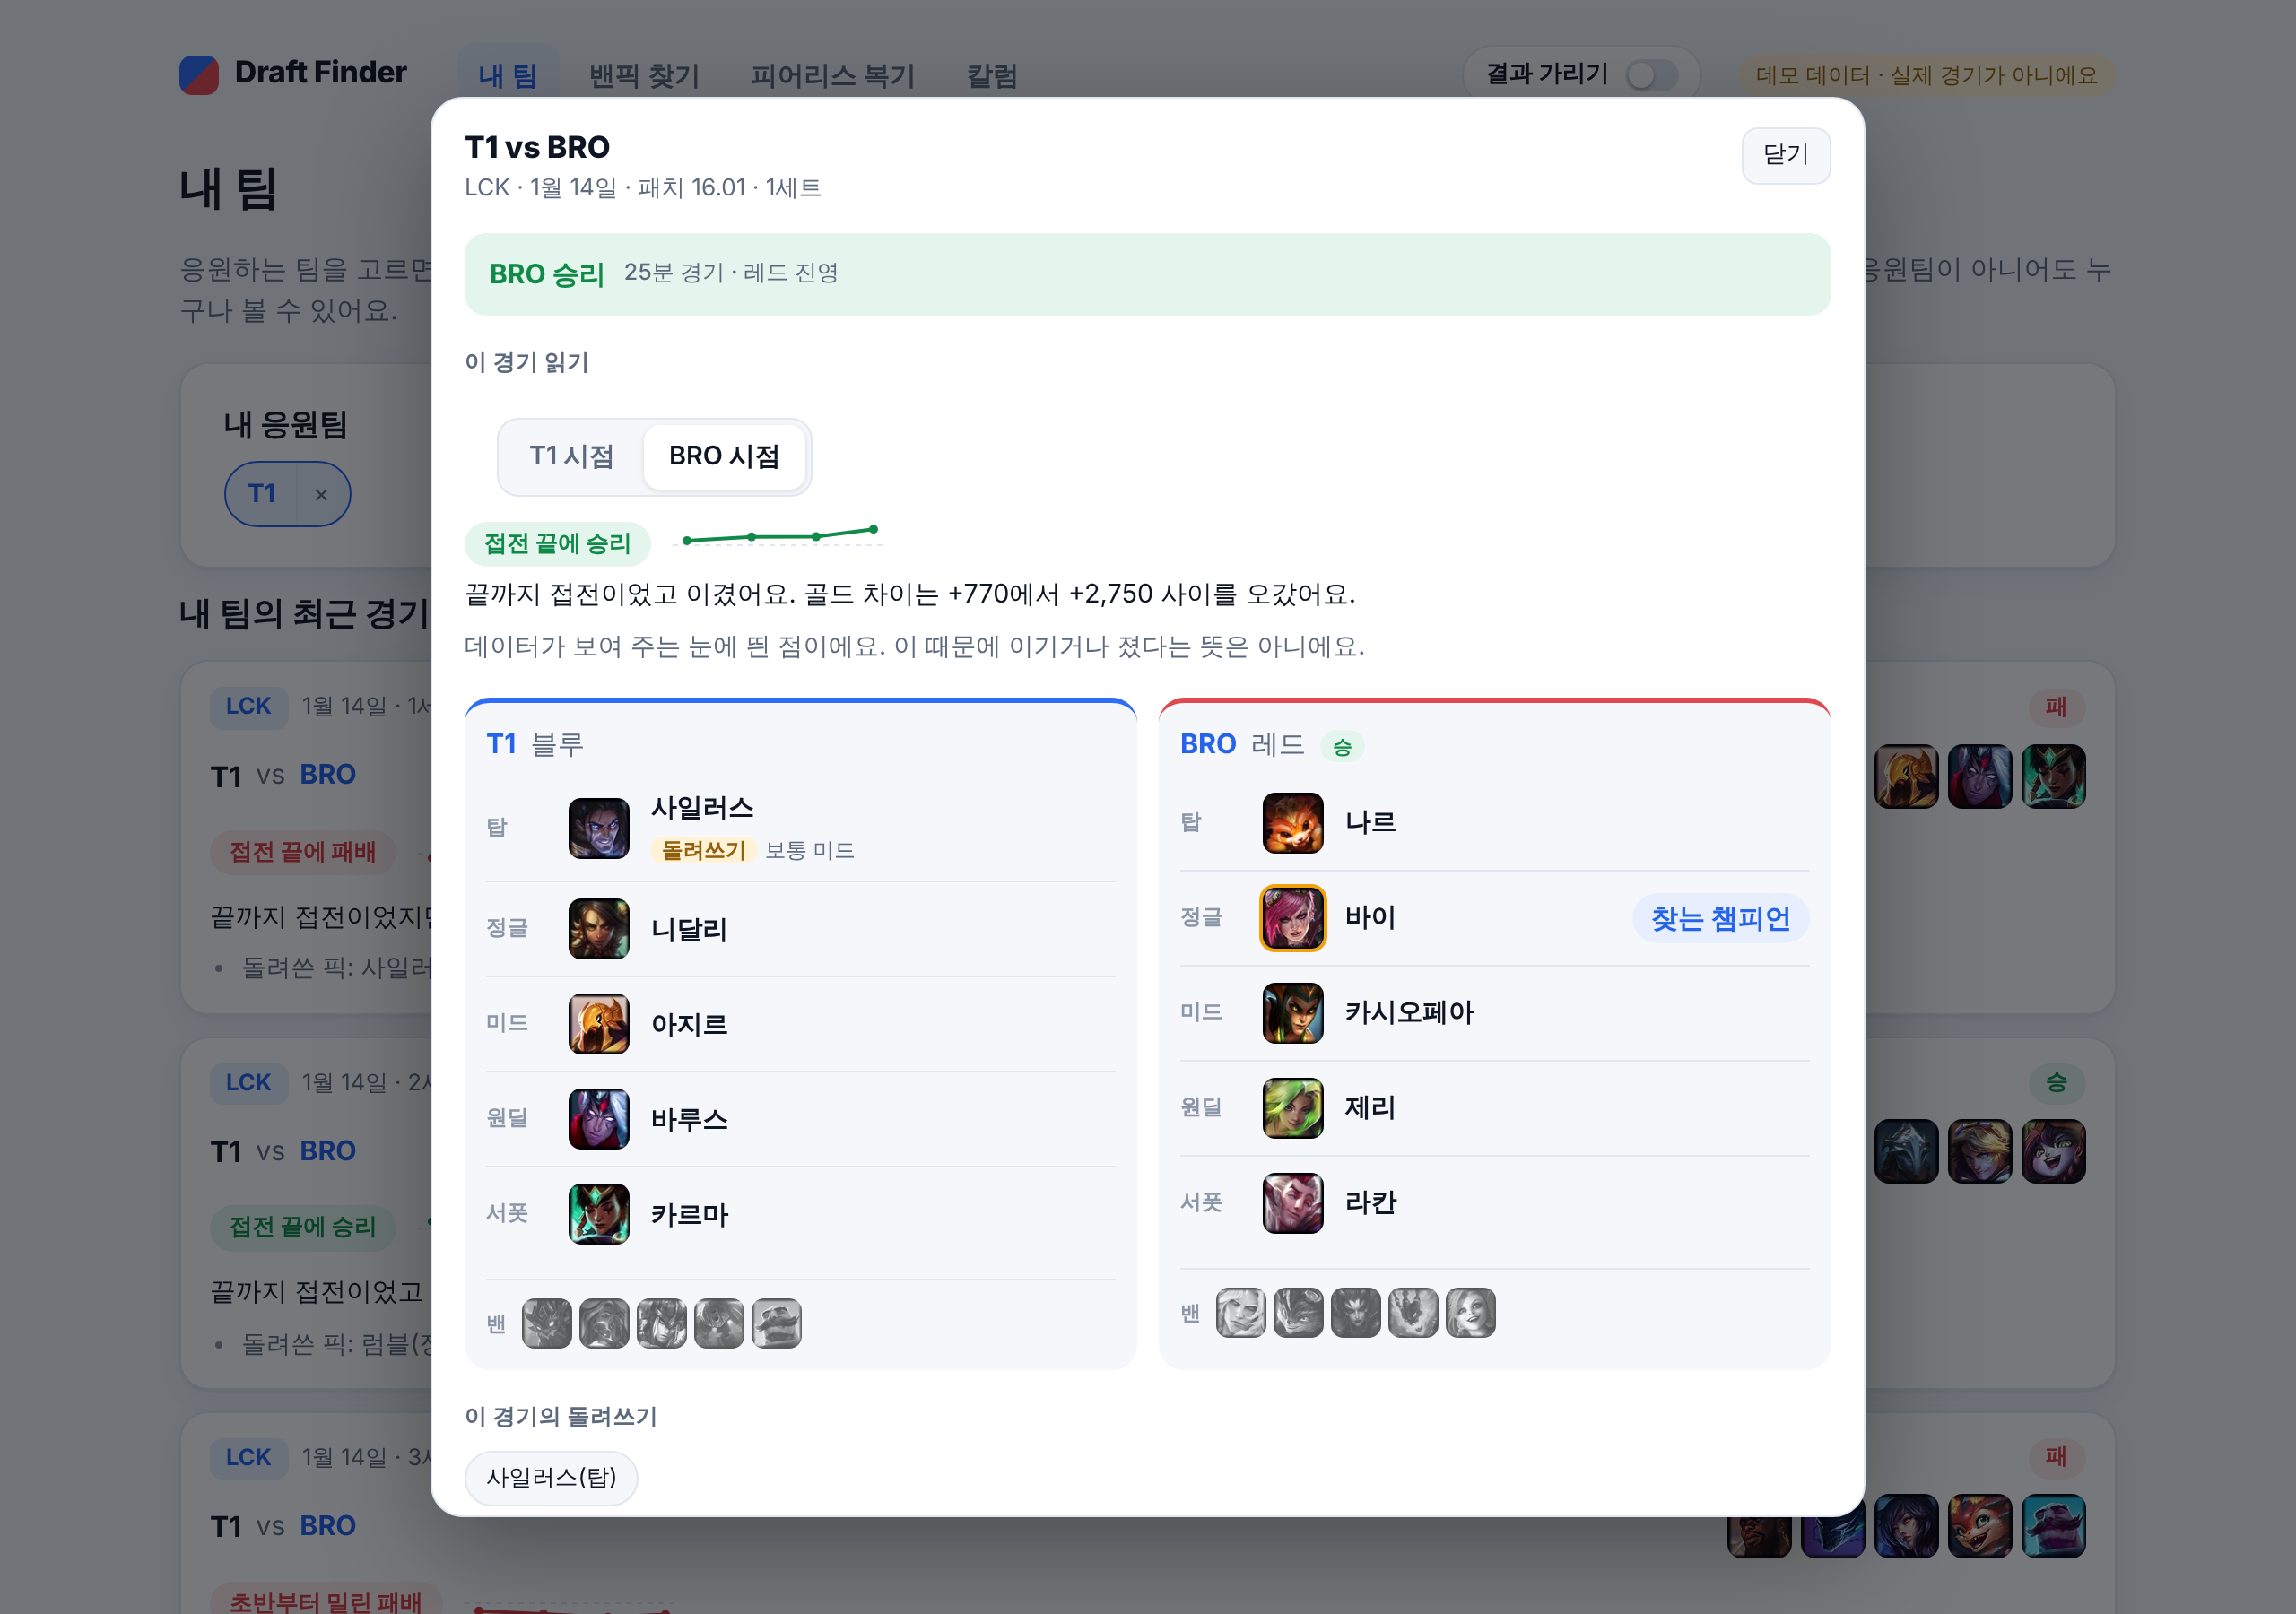 Draft Finder
내 팀
밴픽 찾기
피어리스 복기
칼럼
결과 가리기
데모 데이터 · 실제 경기가 아니에요
내 팀
응원하는 팀을 고르면
응원팀이 아니어도 누
구나 볼 수 있어요.
내 응원팀
T1 ×
내 팀의 최근 경기
LCK 1월 14일 · 1세
패
T1 vs BRO
접전 끝에 패배
끝까지 접전이었지만
• 돌려쓴 픽: 사일러
LCK 1월 14일 · 2세
승
T1 vs BRO
접전 끝에 승리
끝까지 접전이었고
• 돌려쓴 픽: 럼블(정
LCK 1월 14일 · 3세
패
T1 vs BRO
초반부터 밀린 패배
T1 vs BRO
닫기
LCK · 1월 14일 · 패치 16.01 · 1세트
BRO 승리 25분 경기 · 레드 진영
이 경기 읽기
T1 시점
BRO 시점
접전 끝에 승리
끝까지 접전이었고 이겼어요. 골드 차이는 +770에서 +2,750 사이를 오갔어요.
데이터가 보여 주는 눈에 띈 점이에요. 이 때문에 이기거나 졌다는 뜻은 아니에요.
T1 블루
탑 사일러스
돌려쓰기 보통 미드
정글 니달리
미드 아지르
원딜 바루스
서폿 카르마
밴
BRO 레드 승
탑 나르
정글 바이 찾는 챔피언
미드 카시오페아
원딜 제리
서폿 라칸
밴
이 경기의 돌려쓰기
사일러스(탑)